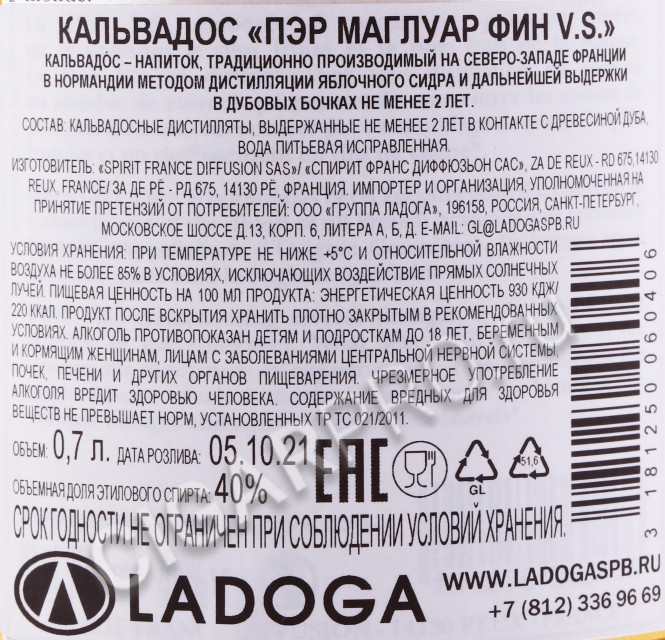 КАЛЬВАДОС «ПЭР МАГЛУАР ФИН V.S.»
КАЛЬВАДО́С – НАПИТОК, ТРАДИЦИОННО ПРОИЗВОДИМЫЙ НА СЕВЕРО-ЗАПАДЕ ФРАНЦИИ
В НОРМАНДИИ МЕТОДОМ ДИСТИЛЛЯЦИИ ЯБЛОЧНОГО СИДРА И ДАЛЬНЕЙШЕЙ ВЫДЕРЖКИ
В ДУБОВЫХ БОЧКАХ НЕ МЕНЕЕ 2 ЛЕТ.
СОСТАВ: КАЛЬВАДОСНЫЕ ДИСТИЛЛЯТЫ, ВЫДЕРЖАННЫЕ НЕ МЕНЕЕ 2 ЛЕТ В КОНТАКТЕ С ДРЕВЕСИНОЙ ДУБА,
ВОДА ПИТЬЕВАЯ ИСПРАВЛЕННАЯ.
ИЗГОТОВИТЕЛЬ: «SPIRIT FRANCE DIFFUSION SAS»/ «СПИРИТ ФРАНС ДИФФЮЗЬОН САС», ZA DE REUX - RD 675,14130
REUX, FRANCE/ ЗА ДЕ РЁ - РД 675, 14130 РЁ, ФРАНЦИЯ. ИМПОРТЕР И ОРГАНИЗАЦИЯ, УПОЛНОМОЧЕННАЯ НА
ПРИНЯТИЕ ПРЕТЕНЗИЙ ОТ ПОТРЕБИТЕЛЕЙ: ООО «ГРУППА ЛАДОГА», 196158, РОССИЯ, САНКТ-ПЕТЕРБУРГ,
МОСКОВСКОЕ ШОССЕ Д.13, КОРП. 6, ЛИТЕРА А, Б, Д. E-MAIL: GL@LADOGASPB.RU
УСЛОВИЯ ХРАНЕНИЯ: ПРИ ТЕМПЕРАТУРЕ НЕ НИЖЕ +5°С И ОТНОСИТЕЛЬНОЙ ВЛАЖНОСТИ
ВОЗДУХА НЕ БОЛЕЕ 85% В УСЛОВИЯХ, ИСКЛЮЧАЮЩИХ ВОЗДЕЙСТВИЕ ПРЯМЫХ СОЛНЕЧНЫХ
ЛУЧЕЙ. ПИЩЕВАЯ ЦЕННОСТЬ НА 100 МЛ ПРОДУКТА: ЭНЕРГЕТИЧЕСКАЯ ЦЕННОСТЬ 930 КДЖ/
220 ККАЛ. ПРОДУКТ ПОСЛЕ ВСКРЫТИЯ ХРАНИТЬ ПЛОТНО ЗАКРЫТЫМ В РЕКОМЕНДОВАННЫХ
УСЛОВИЯХ. АЛКОГОЛЬ ПРОТИВОПОКАЗАН ДЕТЯМ И ПОДРОСТКАМ ДО 18 ЛЕТ, БЕРЕМЕННЫМ
И КОРМЯЩИМ ЖЕНЩИНАМ, ЛИЦАМ С ЗАБОЛЕВАНИЯМИ ЦЕНТРАЛЬНОЙ НЕРВНОЙ СИСТЕМЫ,
ПОЧЕК, ПЕЧЕНИ И ДРУГИХ ОРГАНОВ ПИЩЕВАРЕНИЯ. ЧРЕЗМЕРНОЕ УПОТРЕБЛЕНИЕ
АЛКОГОЛЯ ВРЕДИТ ЗДОРОВЬЮ ЧЕЛОВЕКА. СОДЕРЖАНИЕ ВРЕДНЫХ ДЛЯ ЗДОРОВЬЯ
ВЕЩЕСТВ НЕ ПРЕВЫШАЕТ НОРМ, УСТАНОВЛЕННЫХ ТР ТС 021/2011.
3 181250 060406
ОБЪЕМ: 0,7 Л. ДАТА РОЗЛИВА: 05.10.21
ОБЪЕМНАЯ ДОЛЯ ЭТИЛОВОГО СПИРТА: 40%
EAC
GL
51,6
СРОК ГОДНОСТИ НЕ ОГРАНИЧЕН ПРИ СОБЛЮДЕНИИ УСЛОВИЙ ХРАНЕНИЯ.
LADOGA
WWW.LADOGASPB.RU
+7 (812) 336 96 69
CIGARPRO.ru